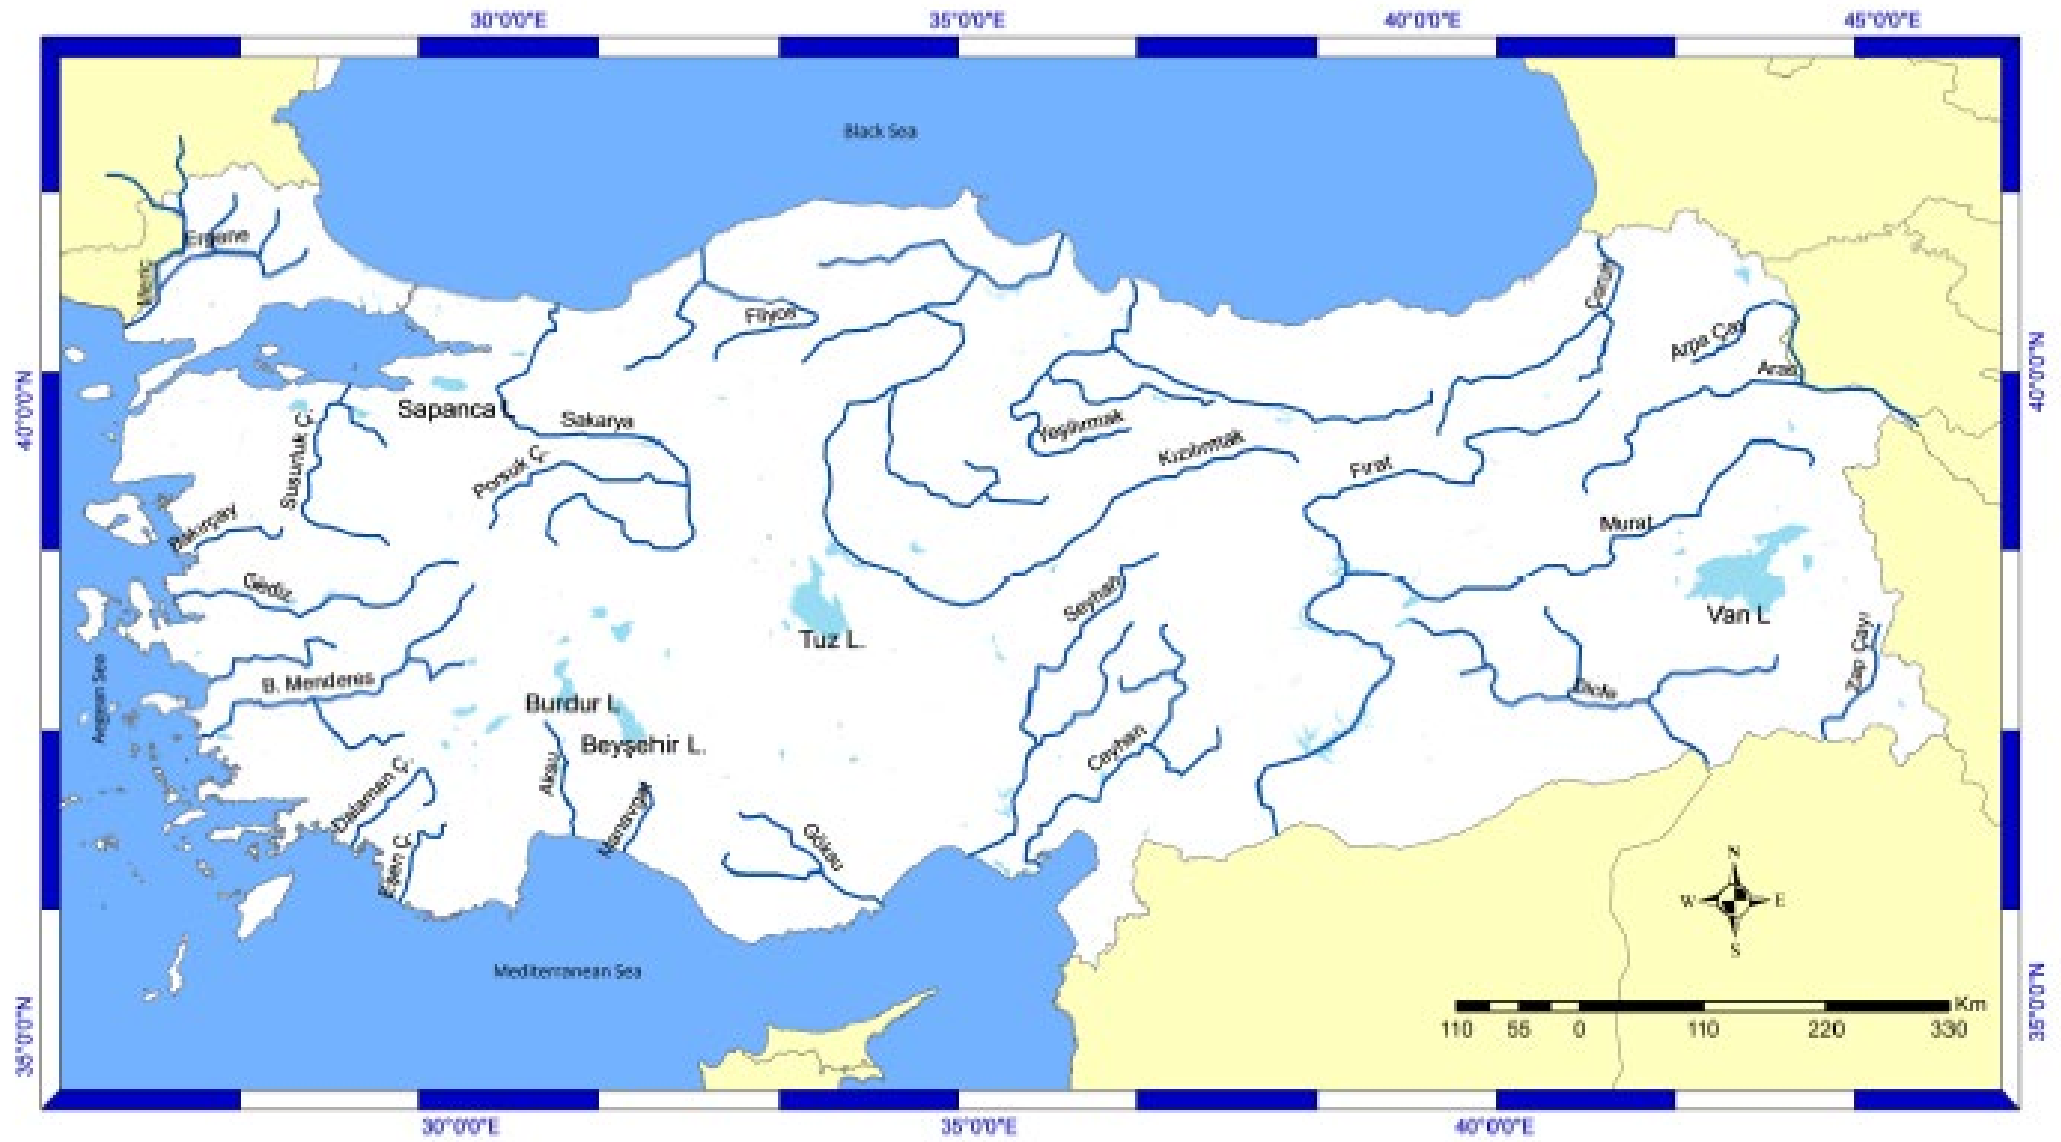 30°0'0"E 35°0'0"E 40°0'0"E 45°0'0"E
Black Sea
Ergene
Meriç
Filyos
Çoruh
Arpa Çay
Aras
40°0'0"N
40°0'0"N
Sapanca L
Sakarya
Susurluk Ç.
Porsuk Ç.
Yeşilırmak
Kızılırmak
Fırat
Murat
Bakırçay
Gediz
Seyhan
Van L
Tuz L.
Zap Çayı
B. Menderes
Dicle
Aegean Sea
Burdur L
Beyşehir L.
Ceyhan
Aksu
Dalaman Ç.
Manavgat
Göksu
Eşen Ç.
N
W E
S
Mediterranean Sea
35°0'0"N
35°0'0"N
Km
110 55 0 110 220 330
30°0'0"E 35°0'0"E 40°0'0"E